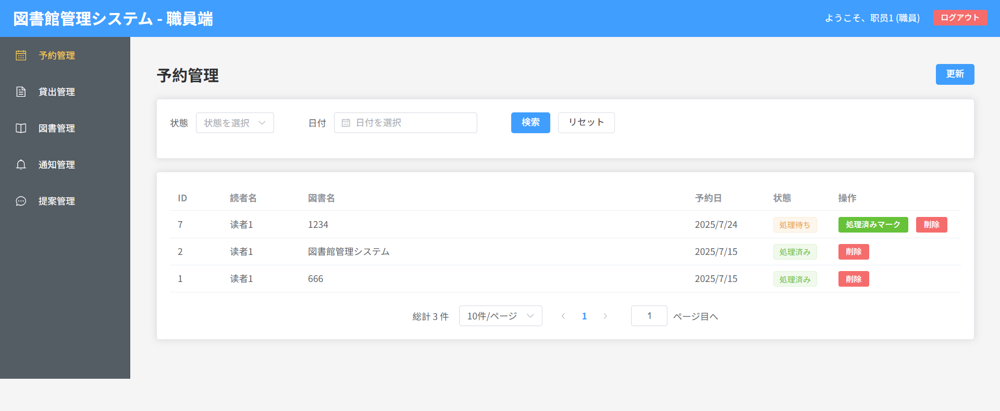 図書館管理システム - 職員端
ようこそ、职员1 (職員)
ログアウト
予約管理
貸出管理
図書管理
通知管理
提案管理
予約管理
更新
状態 状態を選択 日付 日付を選択 検索 リセット
ID 読者名 図書名 予約日 状態 操作
7 读者1 1234 2025/7/24 処理待ち 処理済みマーク 削除
2 读者1 図書館管理システム 2025/7/15 処理済み 削除
1 读者1 666 2025/7/15 処理済み 削除
総計 3 件 10件/ページ 1 1 ページ目へ